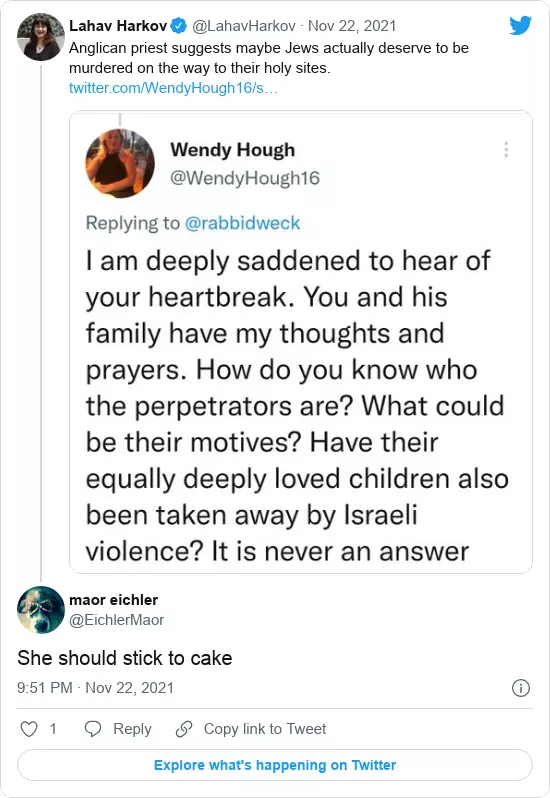 Lahav Harkov @LahavHarkov · Nov 22, 2021
Anglican priest suggests maybe Jews actually deserve to be
murdered on the way to their holy sites.
twitter.com/WendyHough16/s…
Wendy Hough
@WendyHough16
Replying to @rabbidweck
I am deeply saddened to hear of
your heartbreak. You and his
family have my thoughts and
prayers. How do you know who
the perpetrators are? What could
be their motives? Have their
equally deeply loved children also
been taken away by Israeli
violence? It is never an answer
maor eichler
@EichlerMaor
She should stick to cake
9:51 PM · Nov 22, 2021
1 Reply Copy link to Tweet
Explore what's happening on Twitter